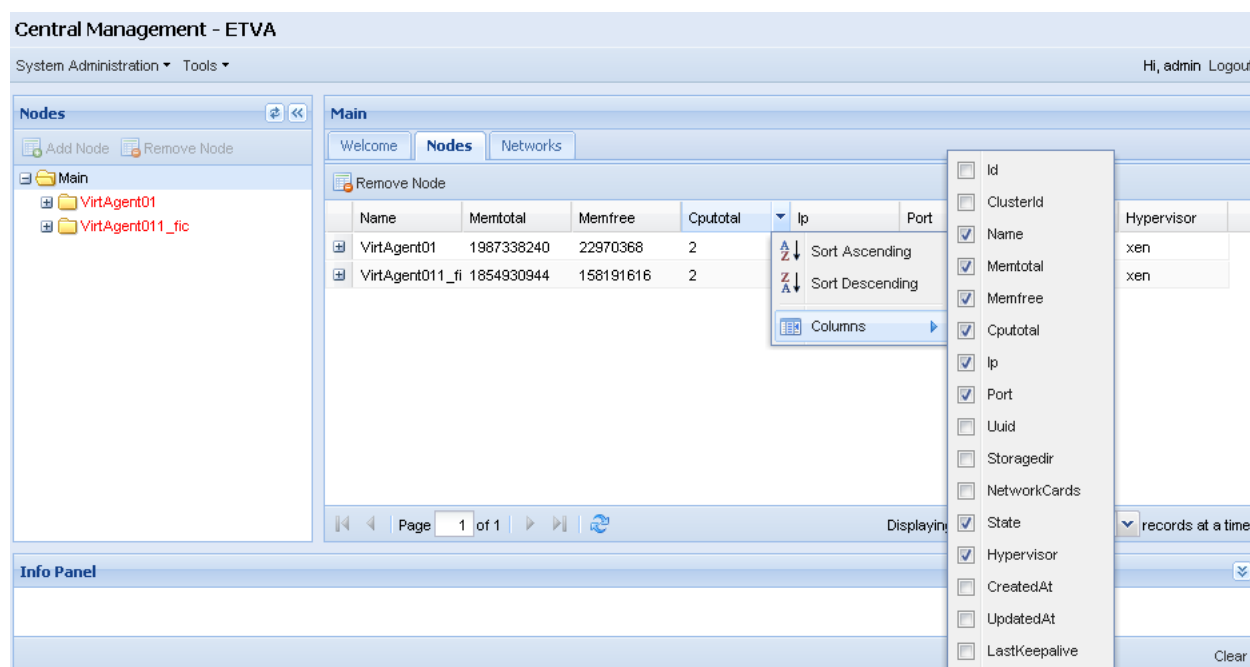 Central Management - ETVA
System Administration Tools Hi, admin Logout
Nodes
Add Node Remove Node
Main
VirtAgent01
VirtAgent011_fic
Main
Welcome Nodes Networks
Remove Node
Name Memtotal Memfree Cputotal Ip Port Hypervisor
VirtAgent01 1987338240 22970368 2 xen
VirtAgent011_fi 1854930944 158191616 2 xen
Sort Ascending
Sort Descending
Columns
Id
ClusterId
Name
Memtotal
Memfree
Cputotal
Ip
Port
Uuid
Storagedir
NetworkCards
State
Hypervisor
CreatedAt
UpdatedAt
LastKeepalive
Page 1 of 1 Displaying records at a time
Info Panel
Clear